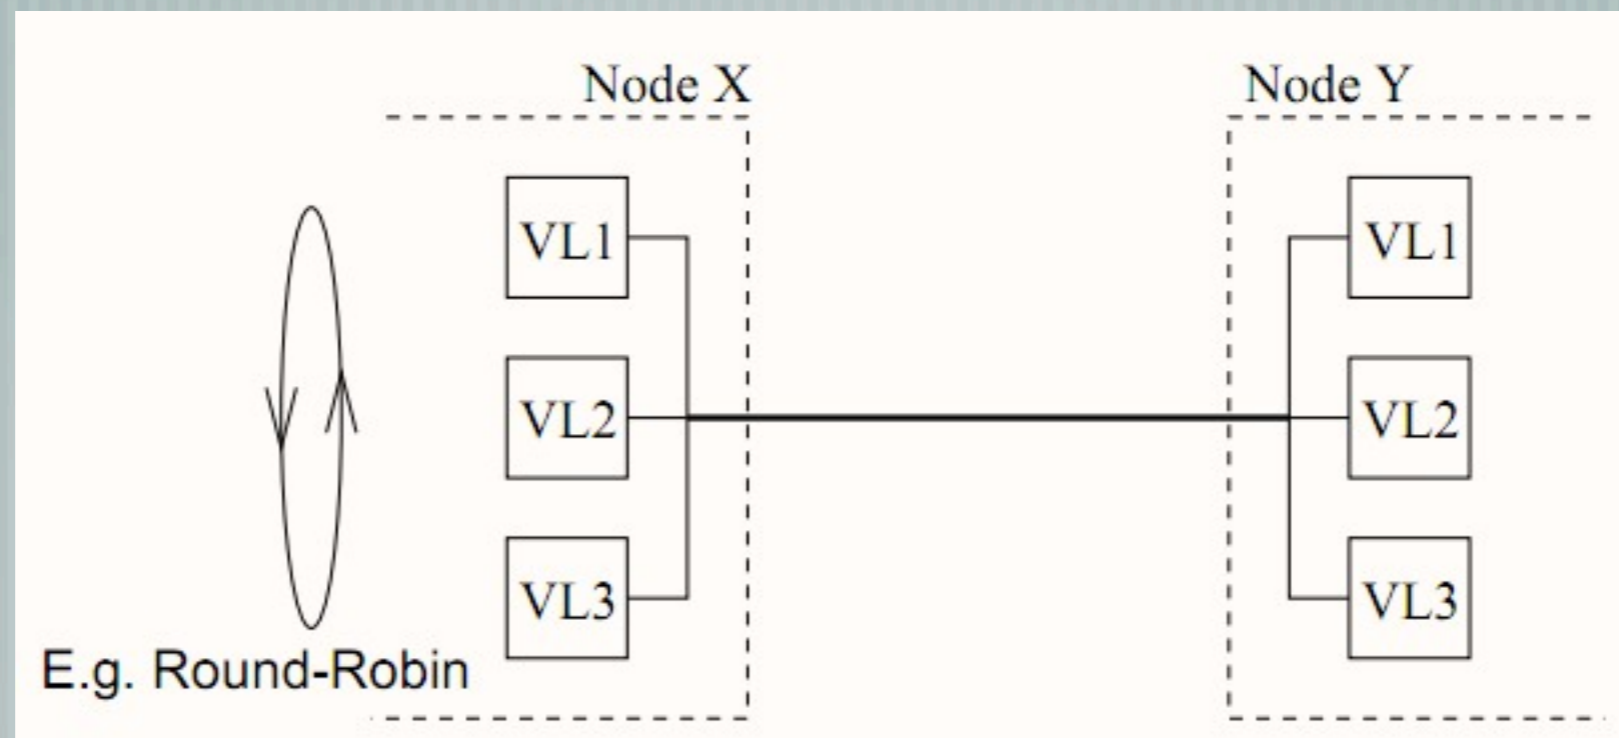 Node X
Node Y
VL1
VL1
VL2
VL2
VL3
VL3
E.g. Round-Robin